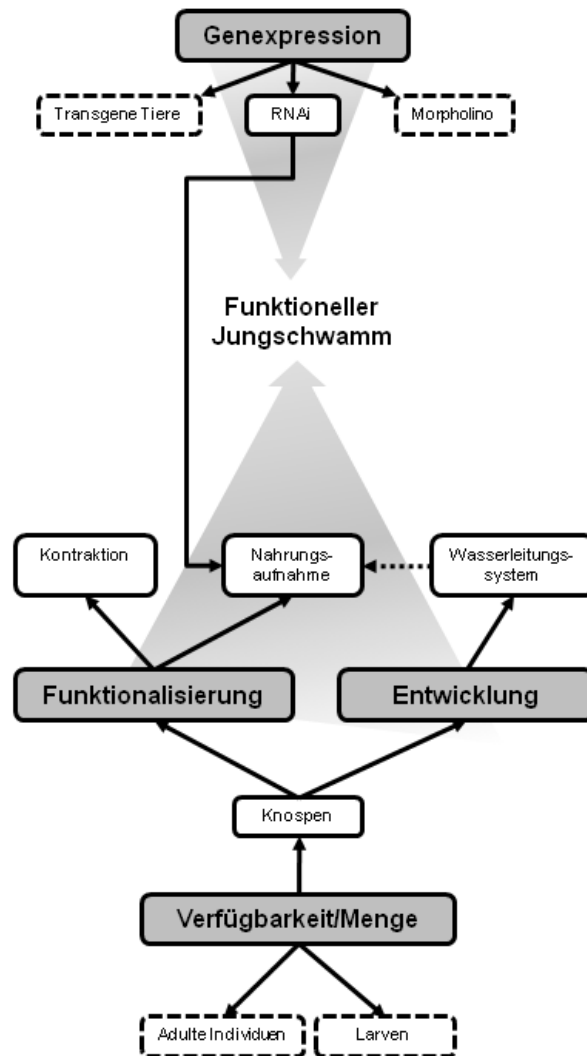 Genexpression
Transgene Tiere
RNAi
Morpholino
Funktioneller
Jungschwamm
Kontraktion
Nahrungs-
aufnahme
Wasserleitungs-
system
Funktionalisierung
Entwicklung
Knospen
Verfügbarkeit/Menge
Adulte Individuen
Larven